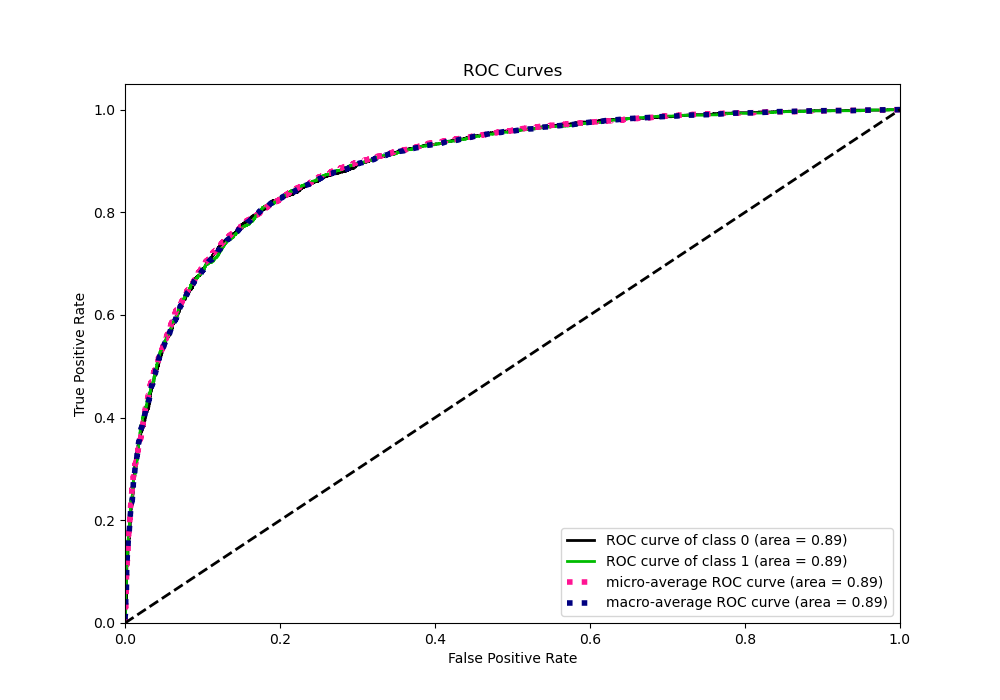 ROC Curves
True Positive Rate
1.0
0.8
0.6
0.4
0.2
0.0
ROC curve of class 0 (area = 0.89)
ROC curve of class 1 (area = 0.89)
micro-average ROC curve (area = 0.89)
macro-average ROC curve (area = 0.89)
0.0 0.2 0.4 0.6 0.8 1.0
False Positive Rate